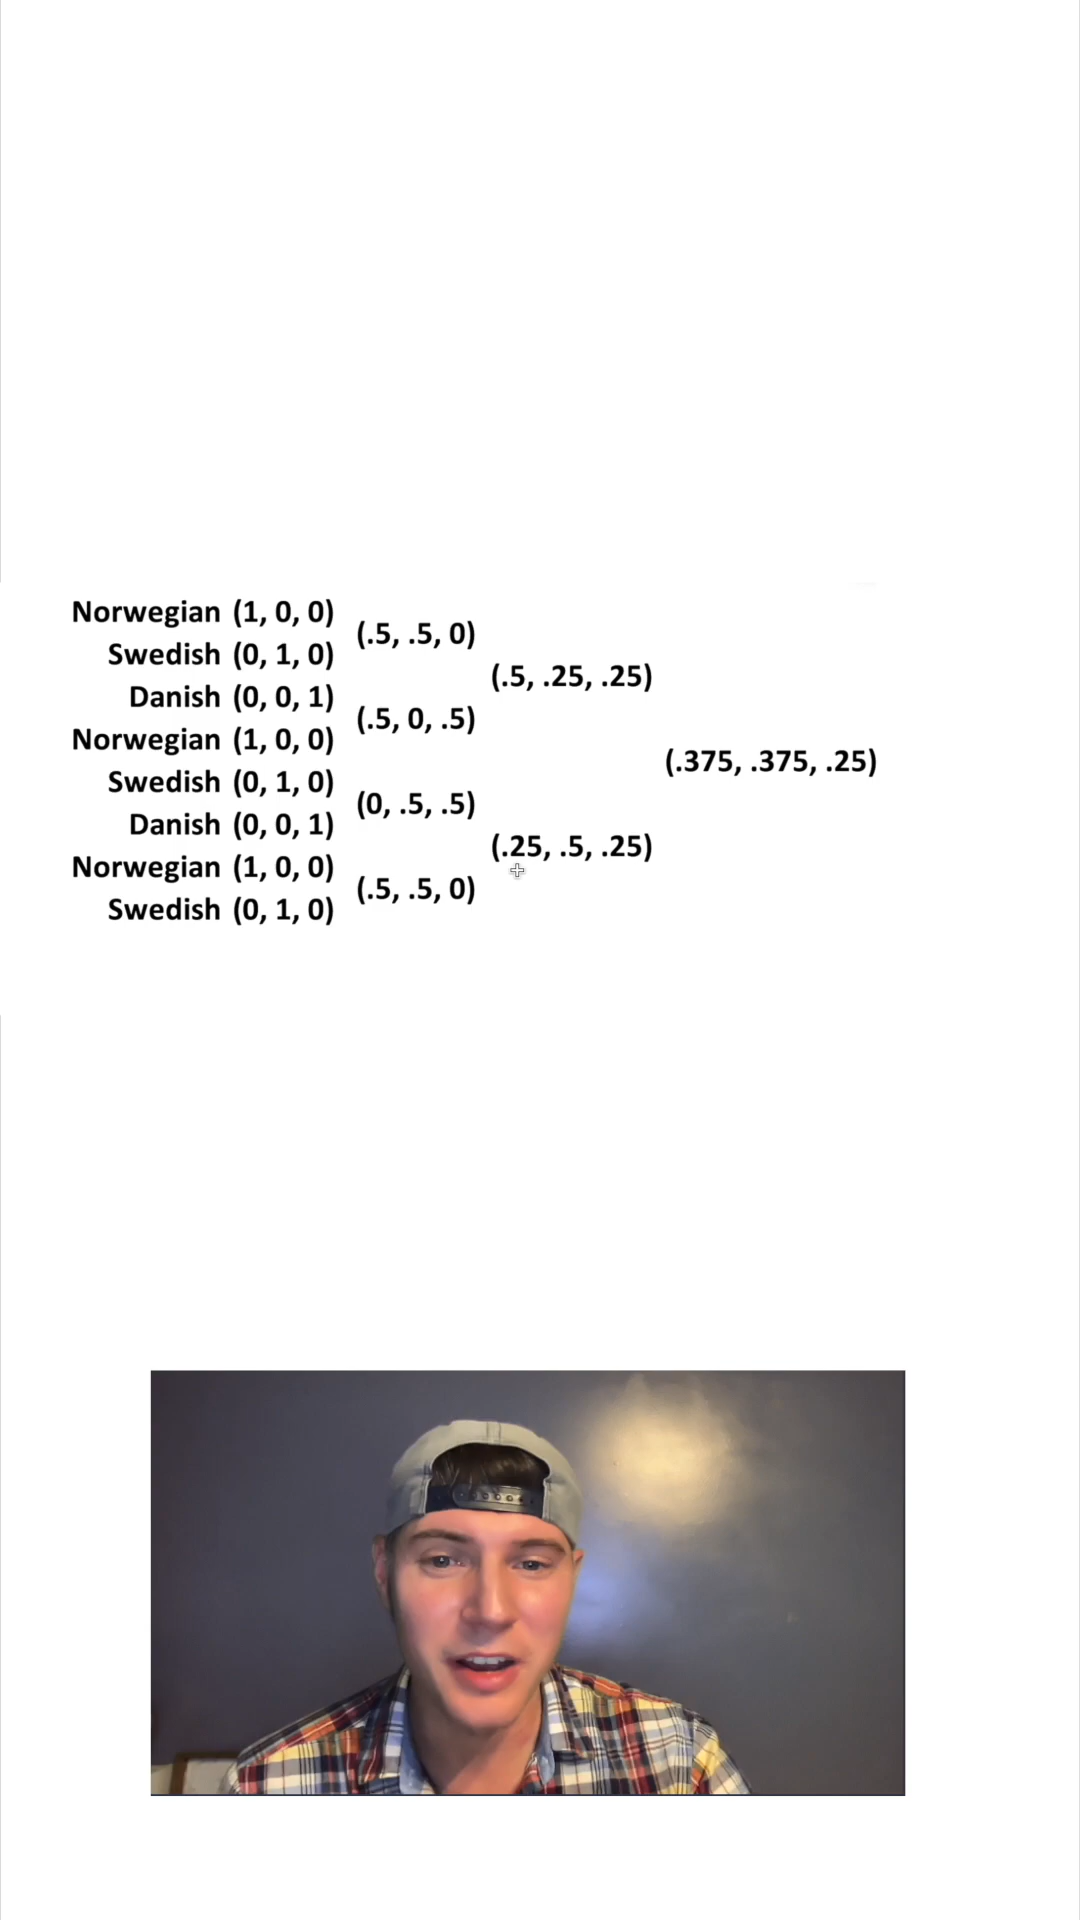 Norwegian (1, 0, 0)
(.5, .5, 0)
Swedish (0, 1, 0)
(.5, .25, .25)
Danish (0, 0, 1)
(.5, 0, .5)
Norwegian (1, 0, 0)
(.375, .375, .25)
Swedish (0, 1, 0)
(0, .5, .5)
Danish (0, 0, 1)
(.25, .5, .25)
Norwegian (1, 0, 0)
(.5, .5, 0)
Swedish (0, 1, 0)